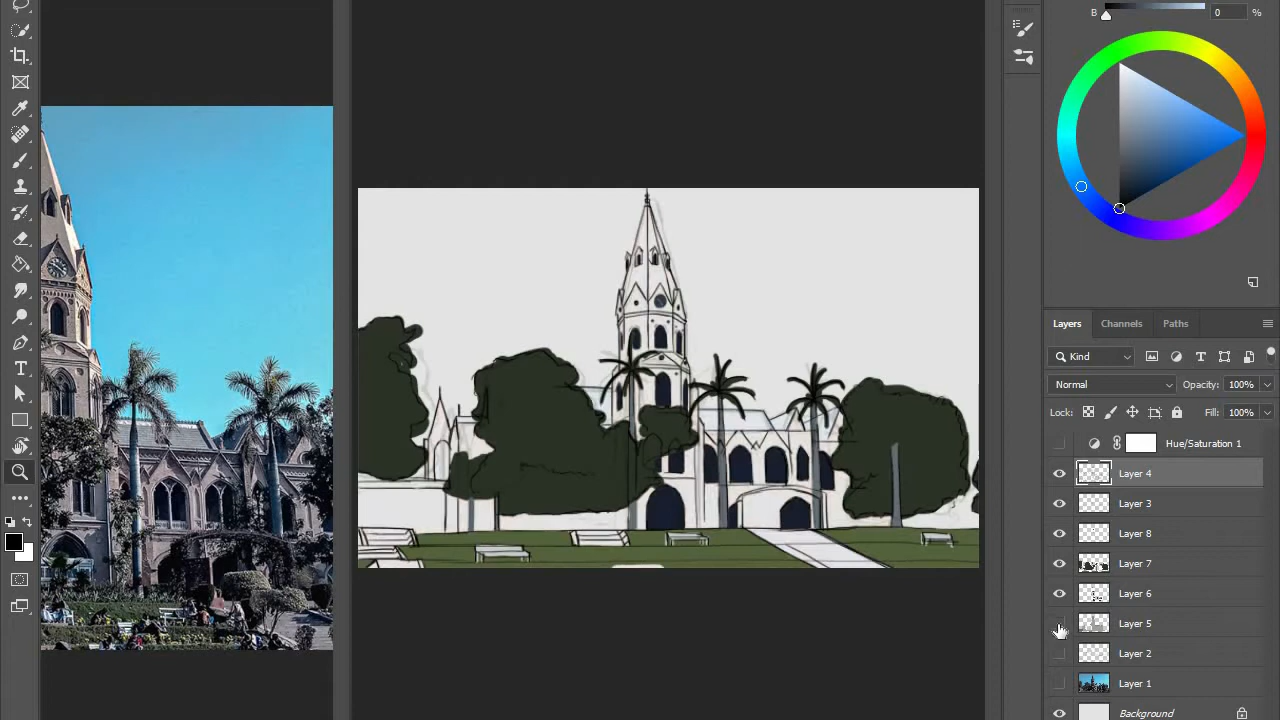 B 0 %
Layers Channels Paths
Kind
Normal Opacity: 100%
Lock: Fill: 100%
Hue/Saturation 1
Layer 4
Layer 3
Layer 8
Layer 7
Layer 6
Layer 5
Layer 2
Layer 1
Background